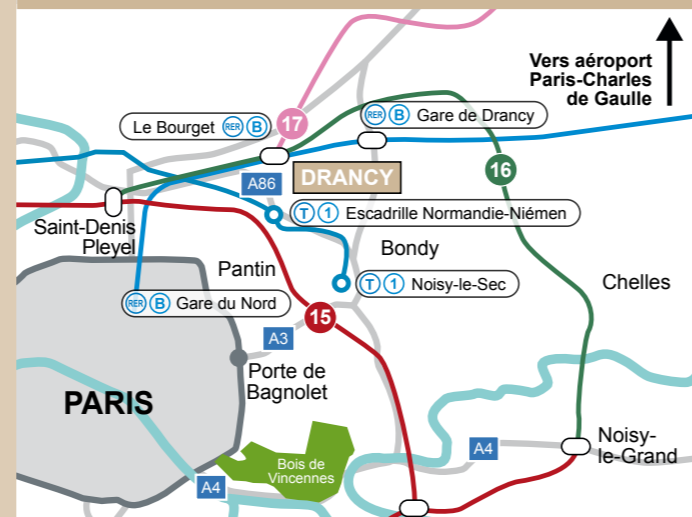 Vers aéroport
Paris-Charles
de Gaulle
17
Le Bourget RER B
RER B Gare de Drancy
16
A86
DRANCY
T 1 Escadrille Normandie-Niémen
Saint-Denis
Pleyel
Bondy
Pantin
T 1 Noisy-le-Sec
Chelles
RER B Gare du Nord
15
A3
Porte de
Bagnolet
PARIS
Noisy-
le-Grand
A4
Bois de
Vincennes
A4